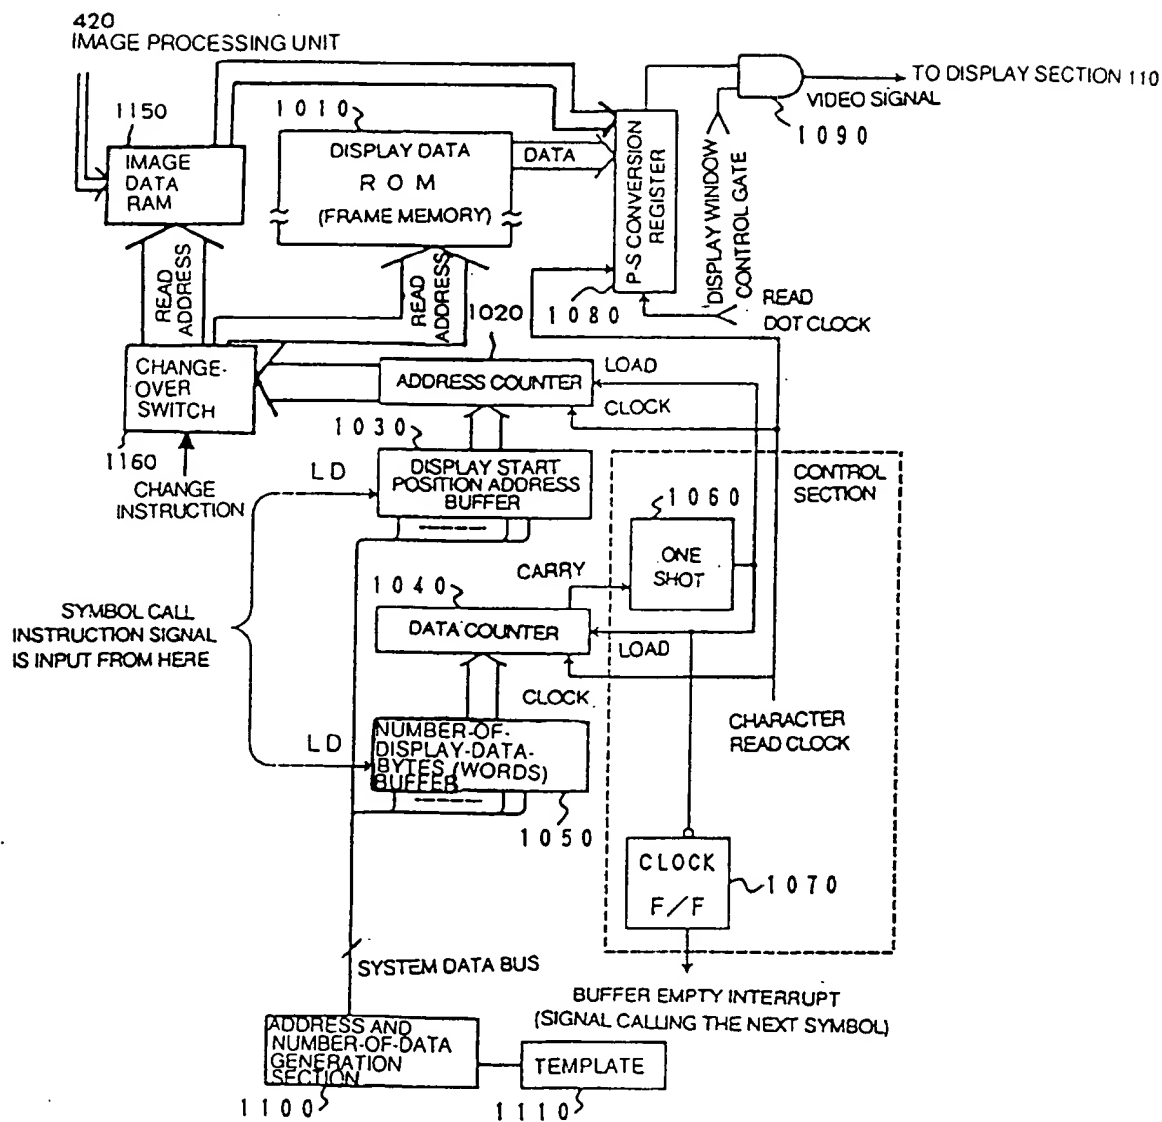 420
IMAGE PROCESSING UNIT
1150
IMAGE
DATA
RAM
1010
DISPLAY DATA
ROM
(FRAME MEMORY)
DATA
P-S CONVERSION
REGISTER
1080
TO DISPLAY SECTION 110
VIDEO SIGNAL
1090
DISPLAY WINDOW
CONTROL GATE
READ
DOT CLOCK
READ
ADDRESS
READ
ADDRESS
1020
CHANGE-
OVER
SWITCH
1160
CHANGE
INSTRUCTION
ADDRESS COUNTER
LOAD
CLOCK
1030
DISPLAY START
POSITION ADDRESS
BUFFER
LD
CONTROL
SECTION
1060
ONE
SHOT
CARRY
1040
DATA COUNTER
LOAD
CLOCK
SYMBOL CALL
INSTRUCTION SIGNAL
IS INPUT FROM HERE
LD
NUMBER-OF-
DISPLAY-DATA-
BYTES (WORDS)
BUFFER
1050
CHARACTER
READ CLOCK
CLOCK
F/F
1070
SYSTEM DATA BUS
BUFFER EMPTY INTERRUPT
(SIGNAL CALLING THE NEXT SYMBOL)
ADDRESS AND
NUMBER-OF-DATA
GENERATION
SECTION
1100
TEMPLATE
1110